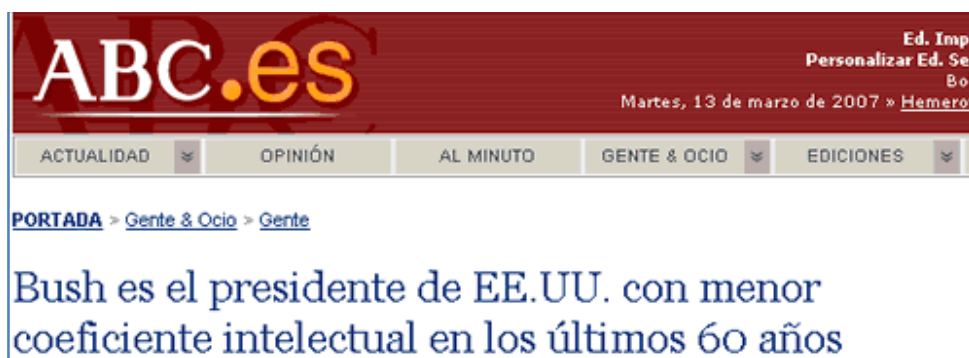 ABC.es
Ed. Imp
Personalizar Ed. Se
Bo
Martes, 13 de marzo de 2007 » Hemero
ACTUALIDAD OPINIÓN AL MINUTO GENTE & OCIO EDICIONES
PORTADA > Gente & Ocio > Gente
Bush es el presidente de EE.UU. con menor
coeficiente intelectual en los últimos 60 años